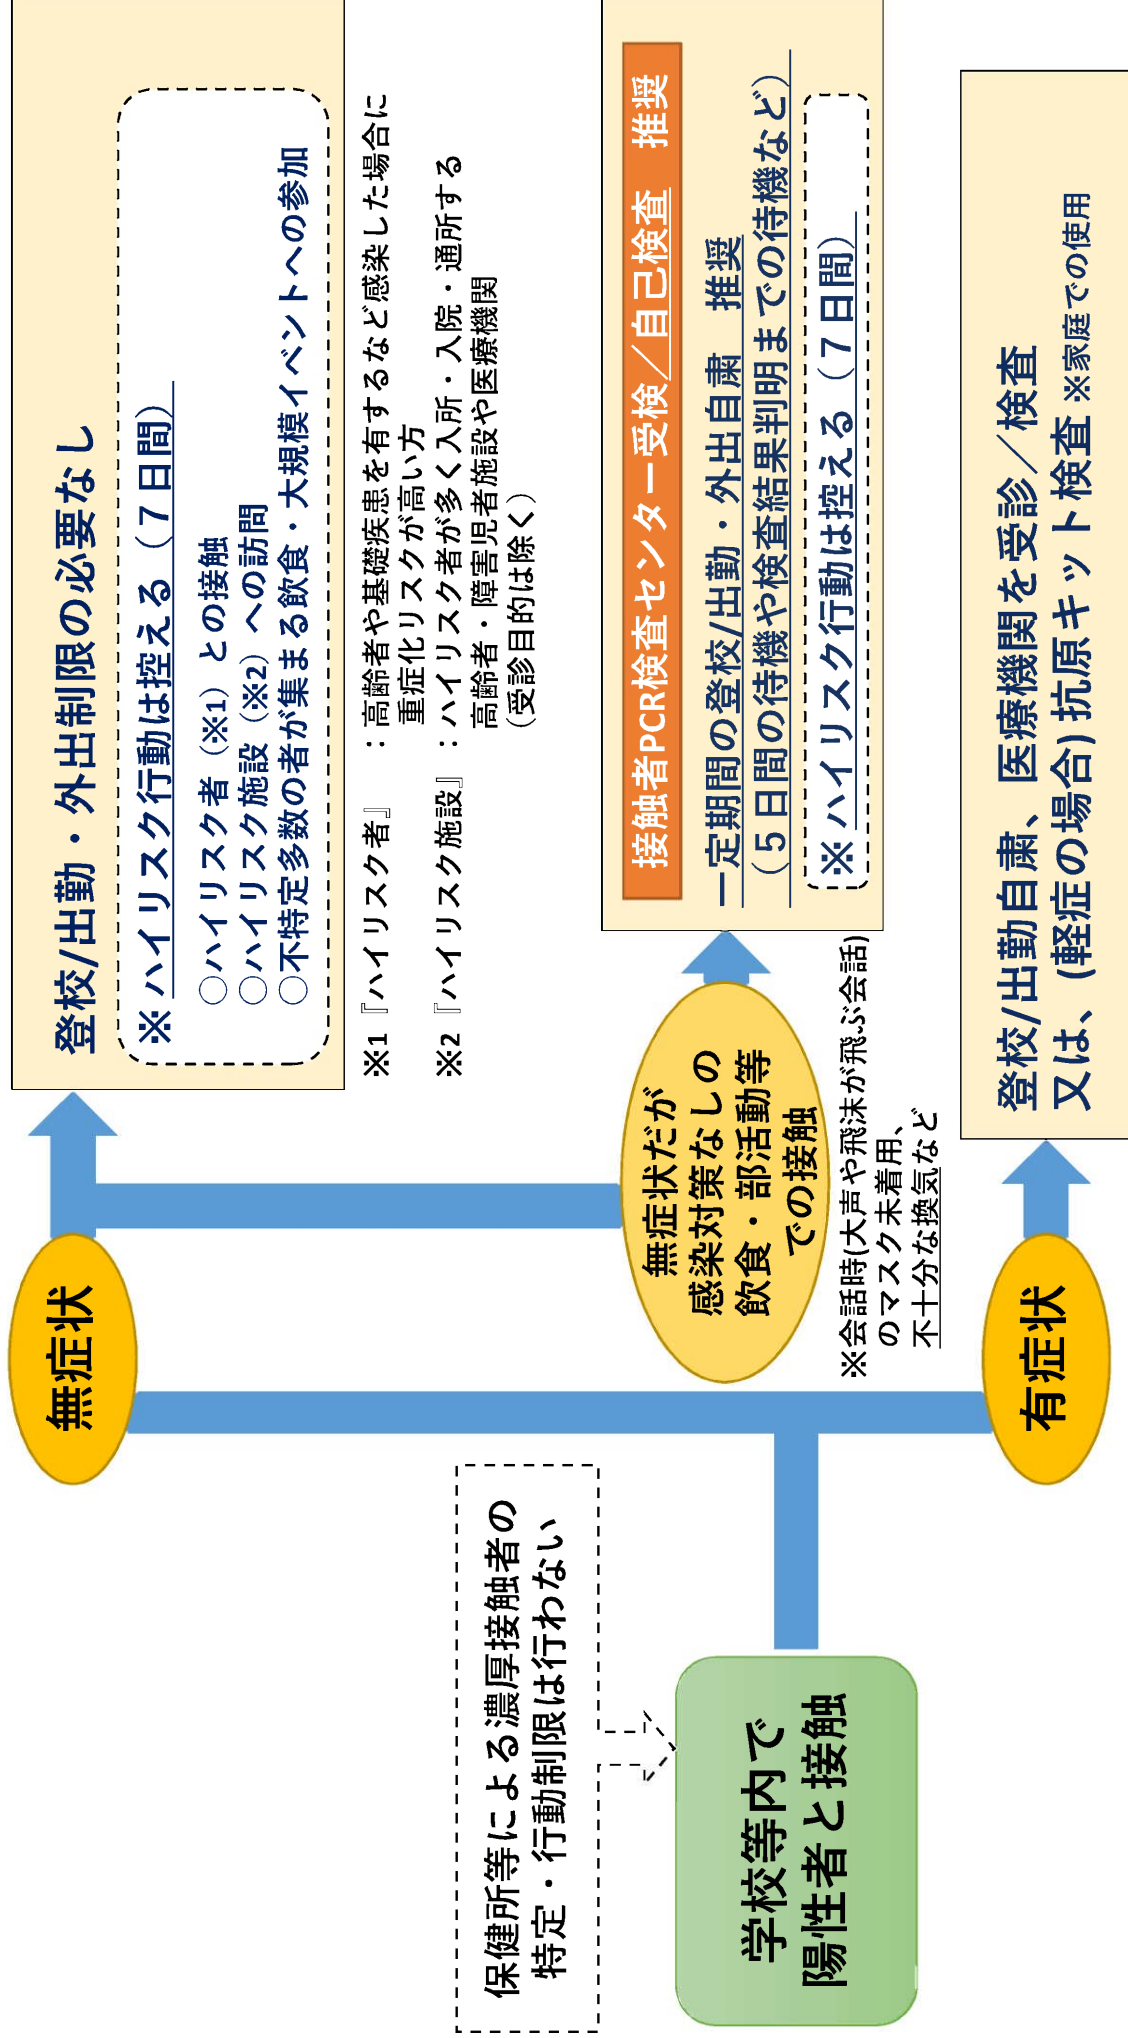 保健所等による濃厚接触者の
特定・行動制限は行わない
学校等内で
陽性者と接触
無症状
登校/出勤・外出制限の必要なし
※ ハイリスク行動は控える（７日間）
○ハイリスク者（※1）との接触
○ハイリスク施設（※2）への訪問
○不特定多数の者が集まる飲食・大規模イベントへの参加
※1『ハイリスク者』　：高齢者や基礎疾患を有するなど感染した場合に
重症化リスクが高い方
※2『ハイリスク施設』：ハイリスク者が多く入所・入院・通所する
高齢者・障害児者施設や医療機関
（受診目的は除く）
無症状だが
感染対策なしの
飲食・部活動等
での接触
※会話時(大声や飛沫が飛ぶ会話)
のマスク未着用、
不十分な換気など
接触者PCR検査センター受検／自己検査　推奨
一定期間の登校/出勤・外出自粛　推奨
（５日間の待機や検査結果判明までの待機など）
※ ハイリスク行動は控える（７日間）
有症状
登校/出勤自粛、医療機関を受診／検査
又は、(軽症の場合) 抗原キット検査 ※家庭での使用